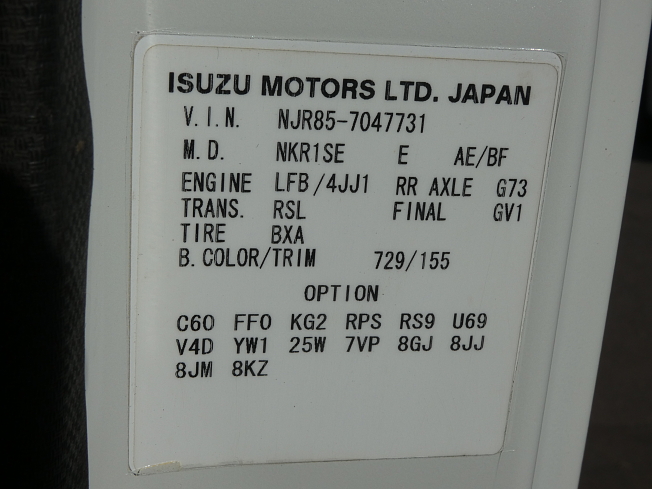 ISUZU MOTORS LTD. JAPAN
V.I.N. NJR85-7047731
M.D. NKR1SE E AE/BF
ENGINE LFB/4JJ1 RR AXLE G73
TRANS. RSL FINAL GV1
TIRE BXA
B.COLOR/TRIM 729/155
OPTION
C60 FF0 KG2 RPS RS9 U69
V4D YW1 25W 7VP 8GJ 8JJ
8JM 8KZ